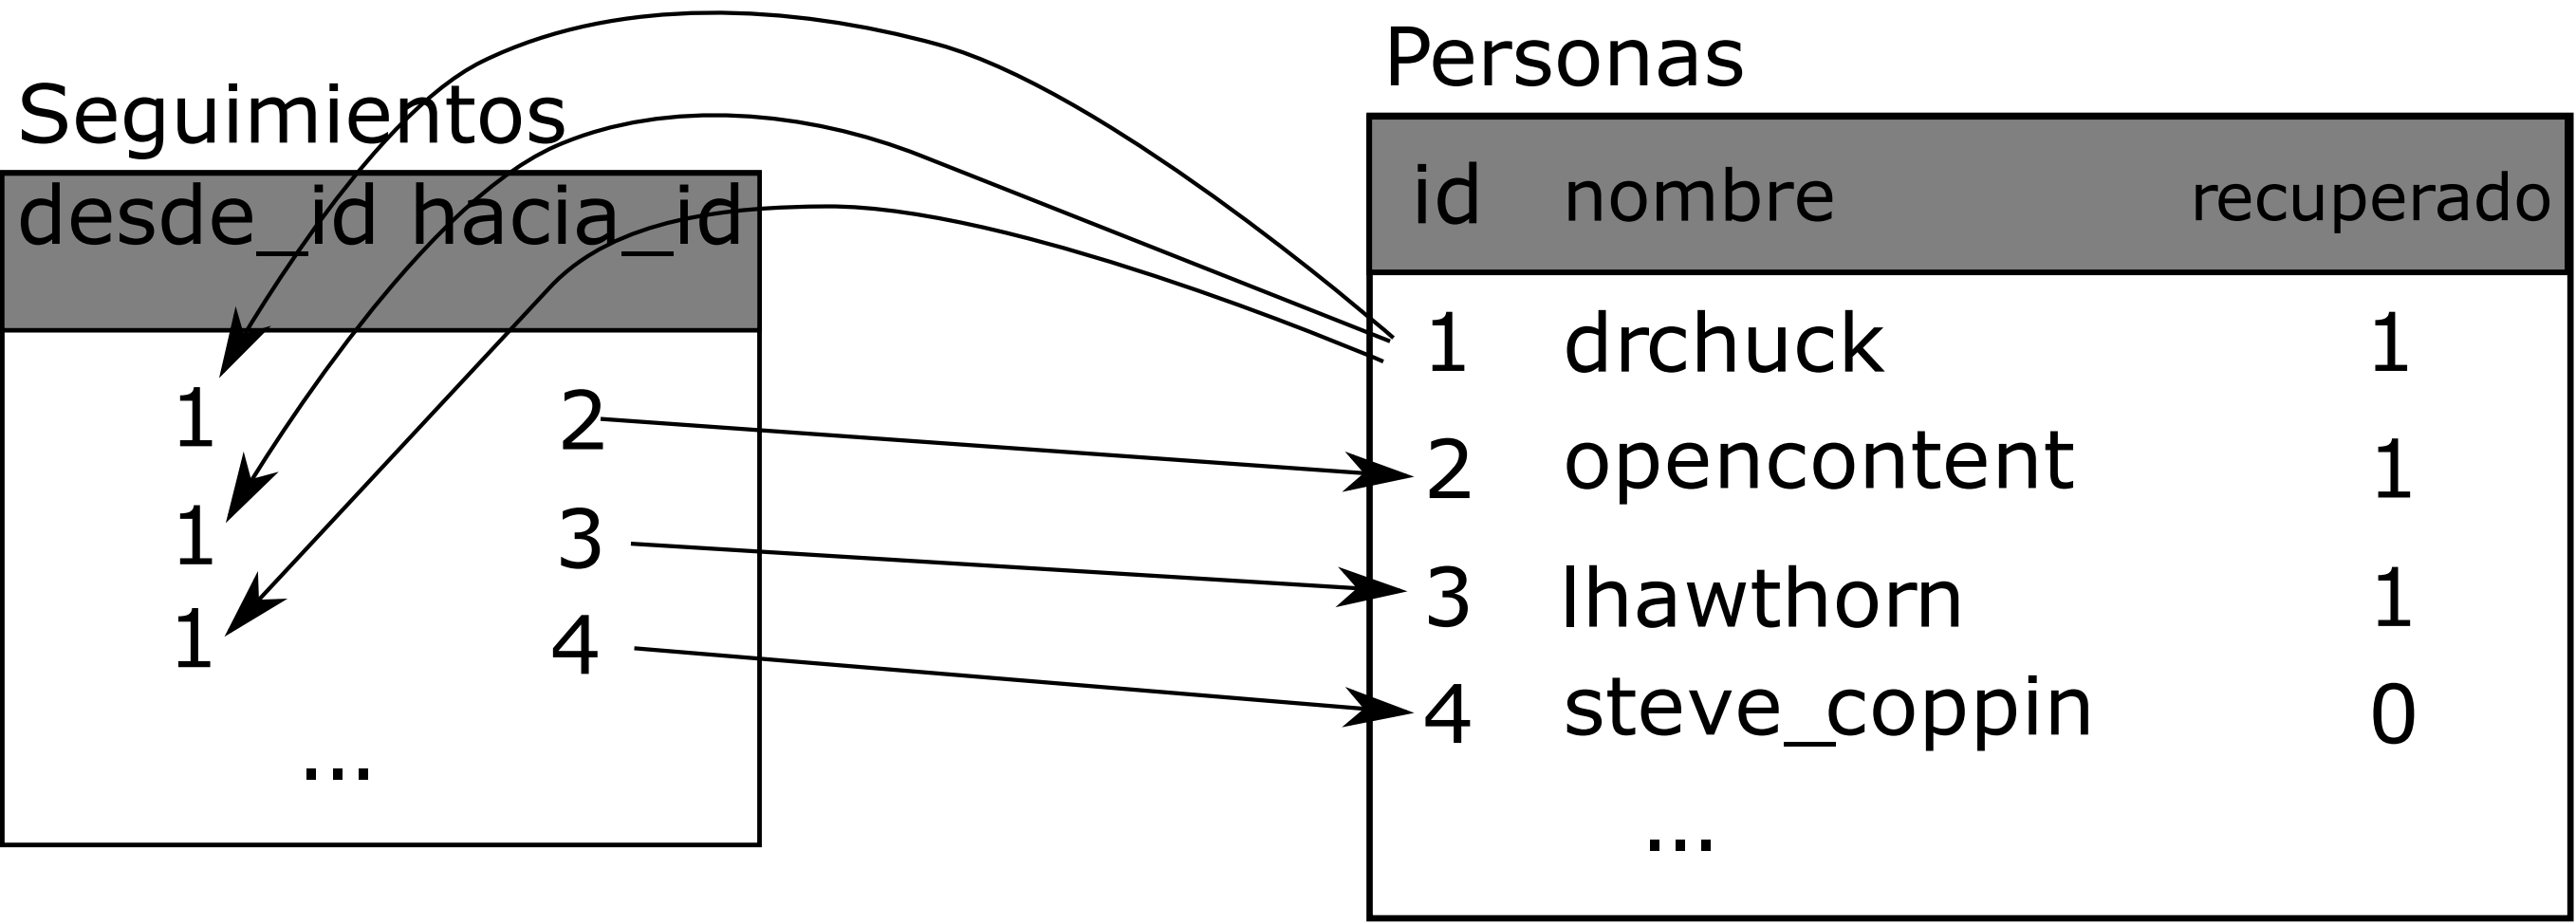 Seguimientos
desde_id hacia_id
1 2
1 3
1 4
...
Personas
id nombre recuperado
1 drchuck 1
2 opencontent 1
3 lhawthorn 1
4 steve_coppin 0
...